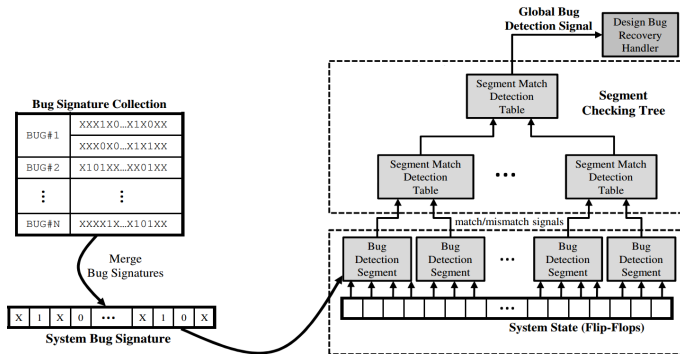 Global Bug
Detection Signal
Design Bug
Recovery
Handler
Segment Match
Detection
Table
Segment
Checking Tree
Bug Signature Collection
BUG#1
XXX1X0…X1X0XX
XXX0X0…X1X1XX
BUG#2
X101XX…XX01XX
⋮
⋮
BUG#N
XXXX1X…X101XX
Segment Match
Detection
Table
•••
Segment Match
Detection
Table
match/mismatch signals
Merge
Bug Signatures
Bug
Detection
Segment
Bug
Detection
Segment
•••
Bug
Detection
Segment
Bug
Detection
Segment
X 1 X 0 ••• X 1 0 X
System Bug Signature
•••
System State (Flip-Flops)